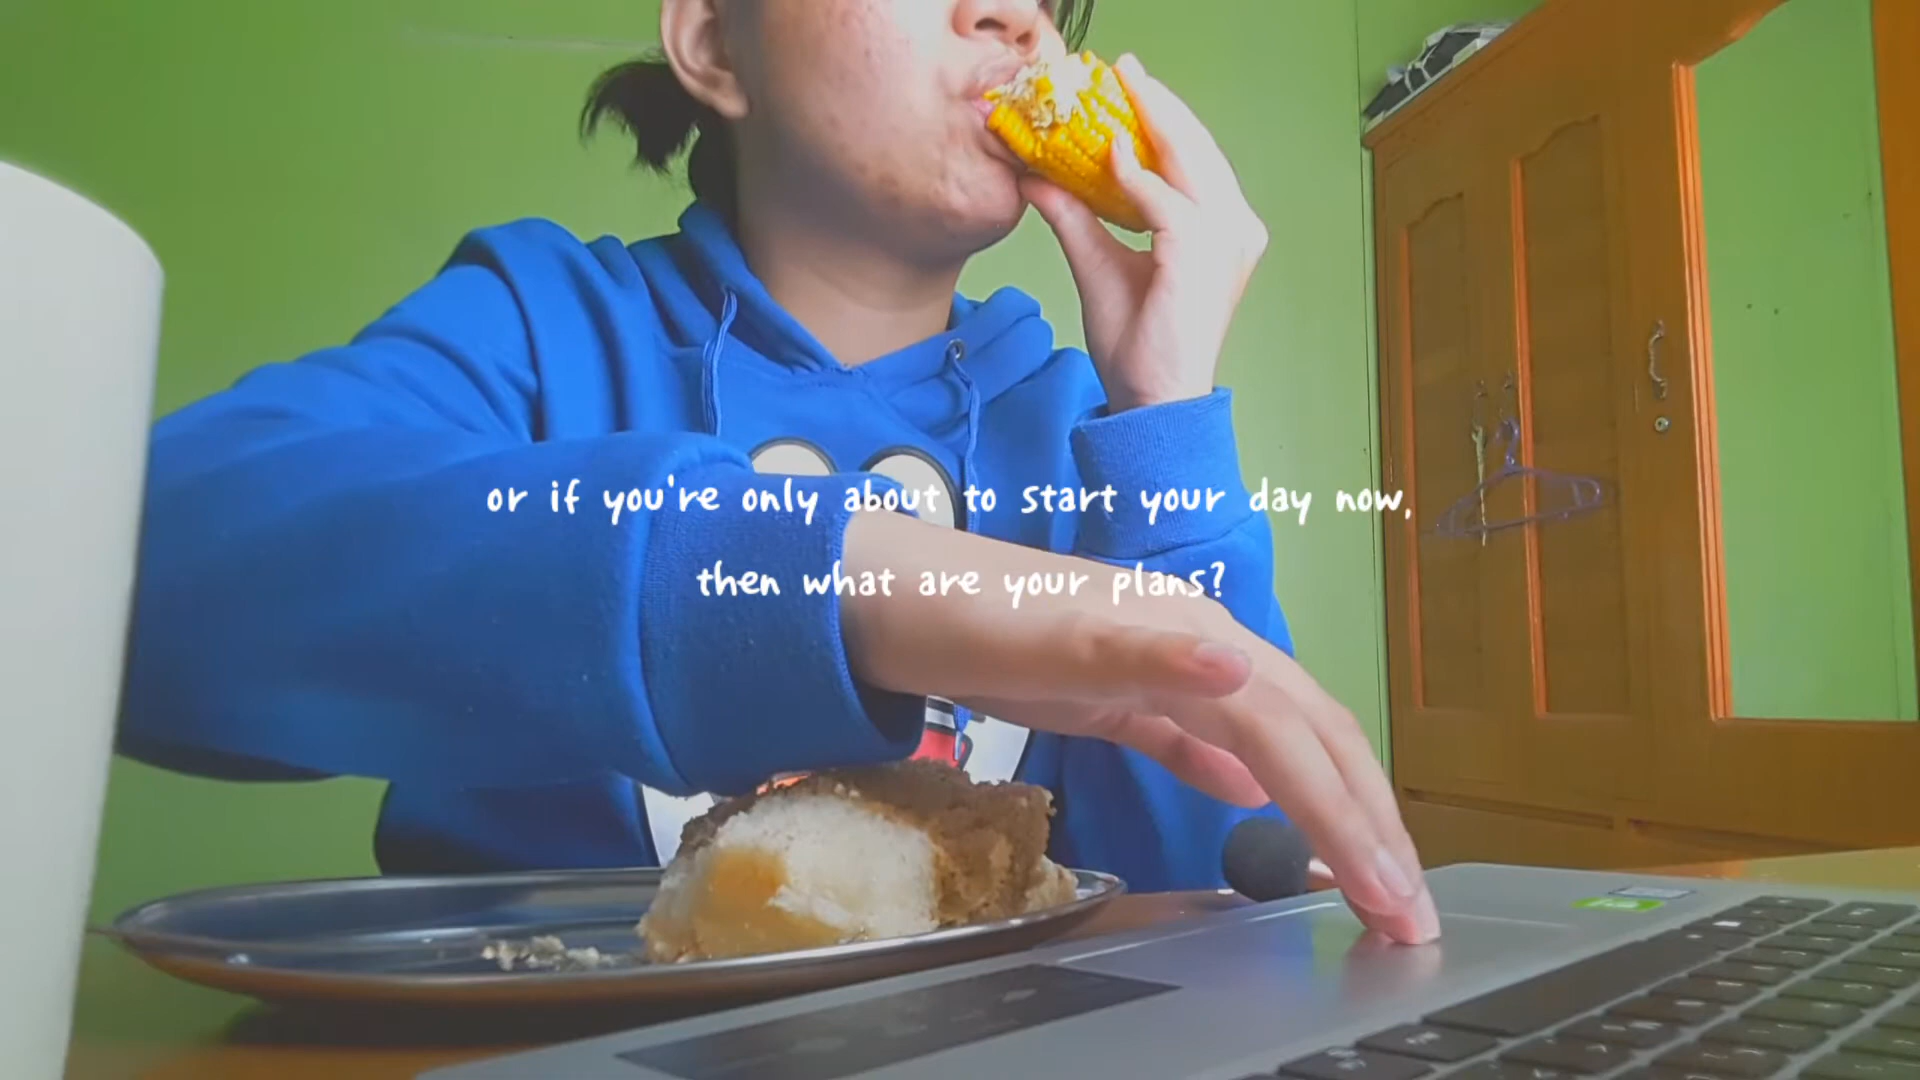 or if you're only about to start your day now,
then what are your plans?